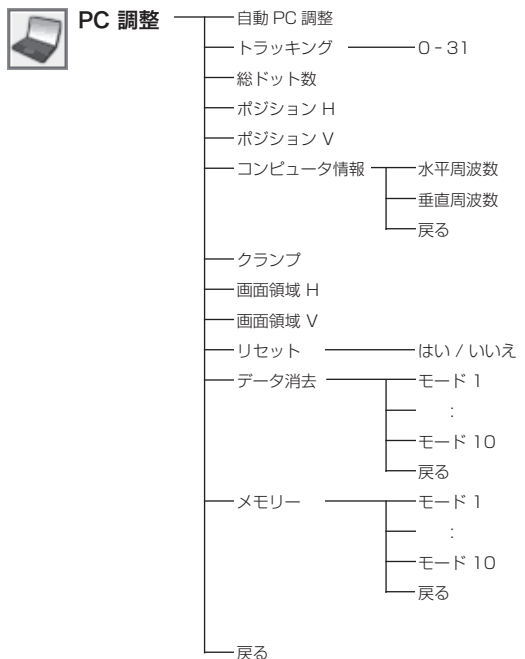 PC 調整
自動 PC 調整
トラッキング 0 - 31
総ドット数
ポジション H
ポジション V
コンピュータ情報 水平周波数
垂直周波数
戻る
クランプ
画面領域 H
画面領域 V
リセット はい / いいえ
データ消去 モード 1
:
モード 10
戻る
メモリー モード 1
:
モード 10
戻る
戻る